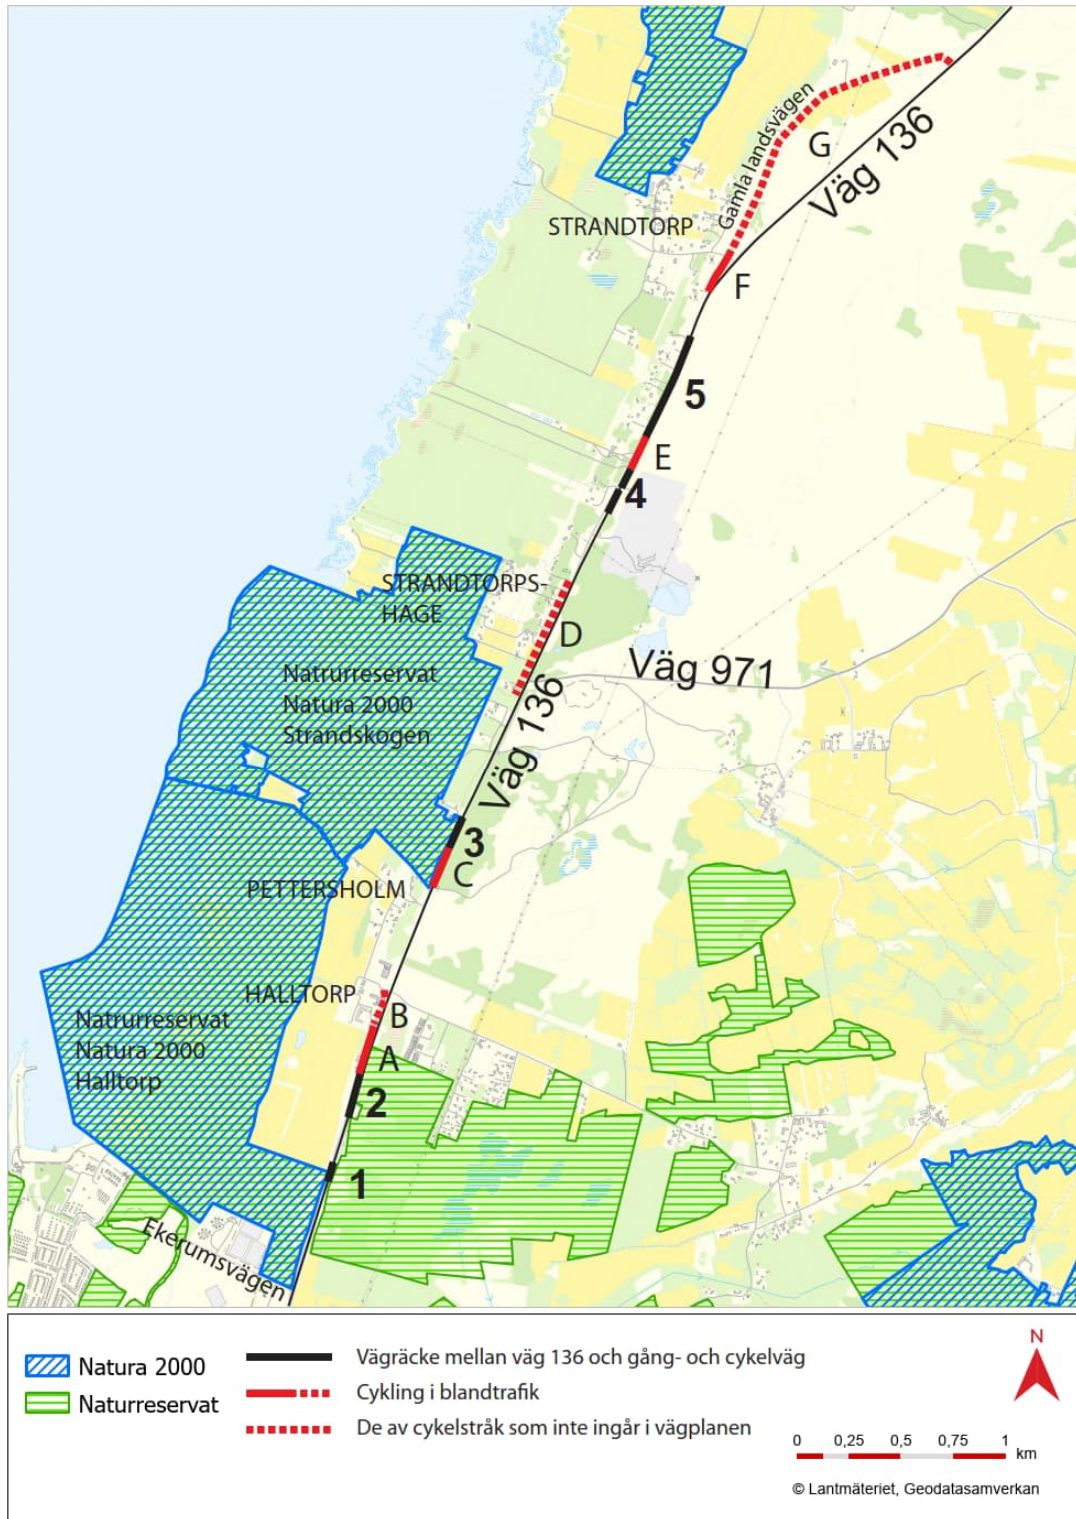 Gamla landsvägen
G
Väg 136
STRANDTORP
F
5
E
4
STRANDTORPS-
HAGE
D
Väg 971
Naturreservat
Natura 2000
Strandskogen
Väg 136
3
C
PETTERSHOLM
HALLTORP
B
Naturreservat
Natura 2000
Halltorp
A
2
1
Ekerumsvägen
N
Natura 2000
Naturreservat
Vägräcke mellan väg 136 och gång- och cykelväg
Cykling i blandtrafik
De av cykelstråk som inte ingår i vägplanen
0 0,25 0,5 0,75 1
km
© Lantmäteriet, Geodatasamverkan